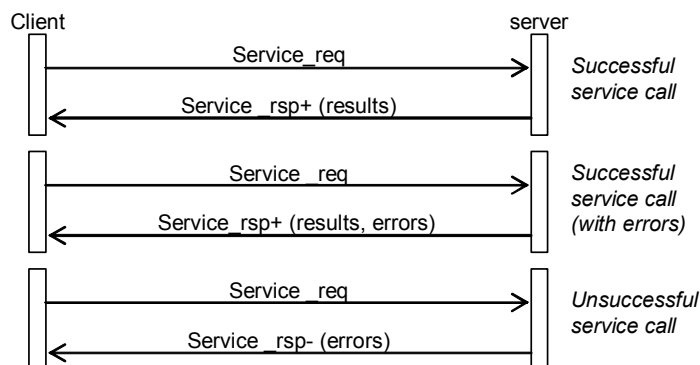 Client server
Service_req
Successful
service call
Service _rsp+ (results)
Service _req
Successful
service call
(with errors)
Service_rsp+ (results, errors)
Service _req
Unsuccessful
service call
Service _rsp- (errors)